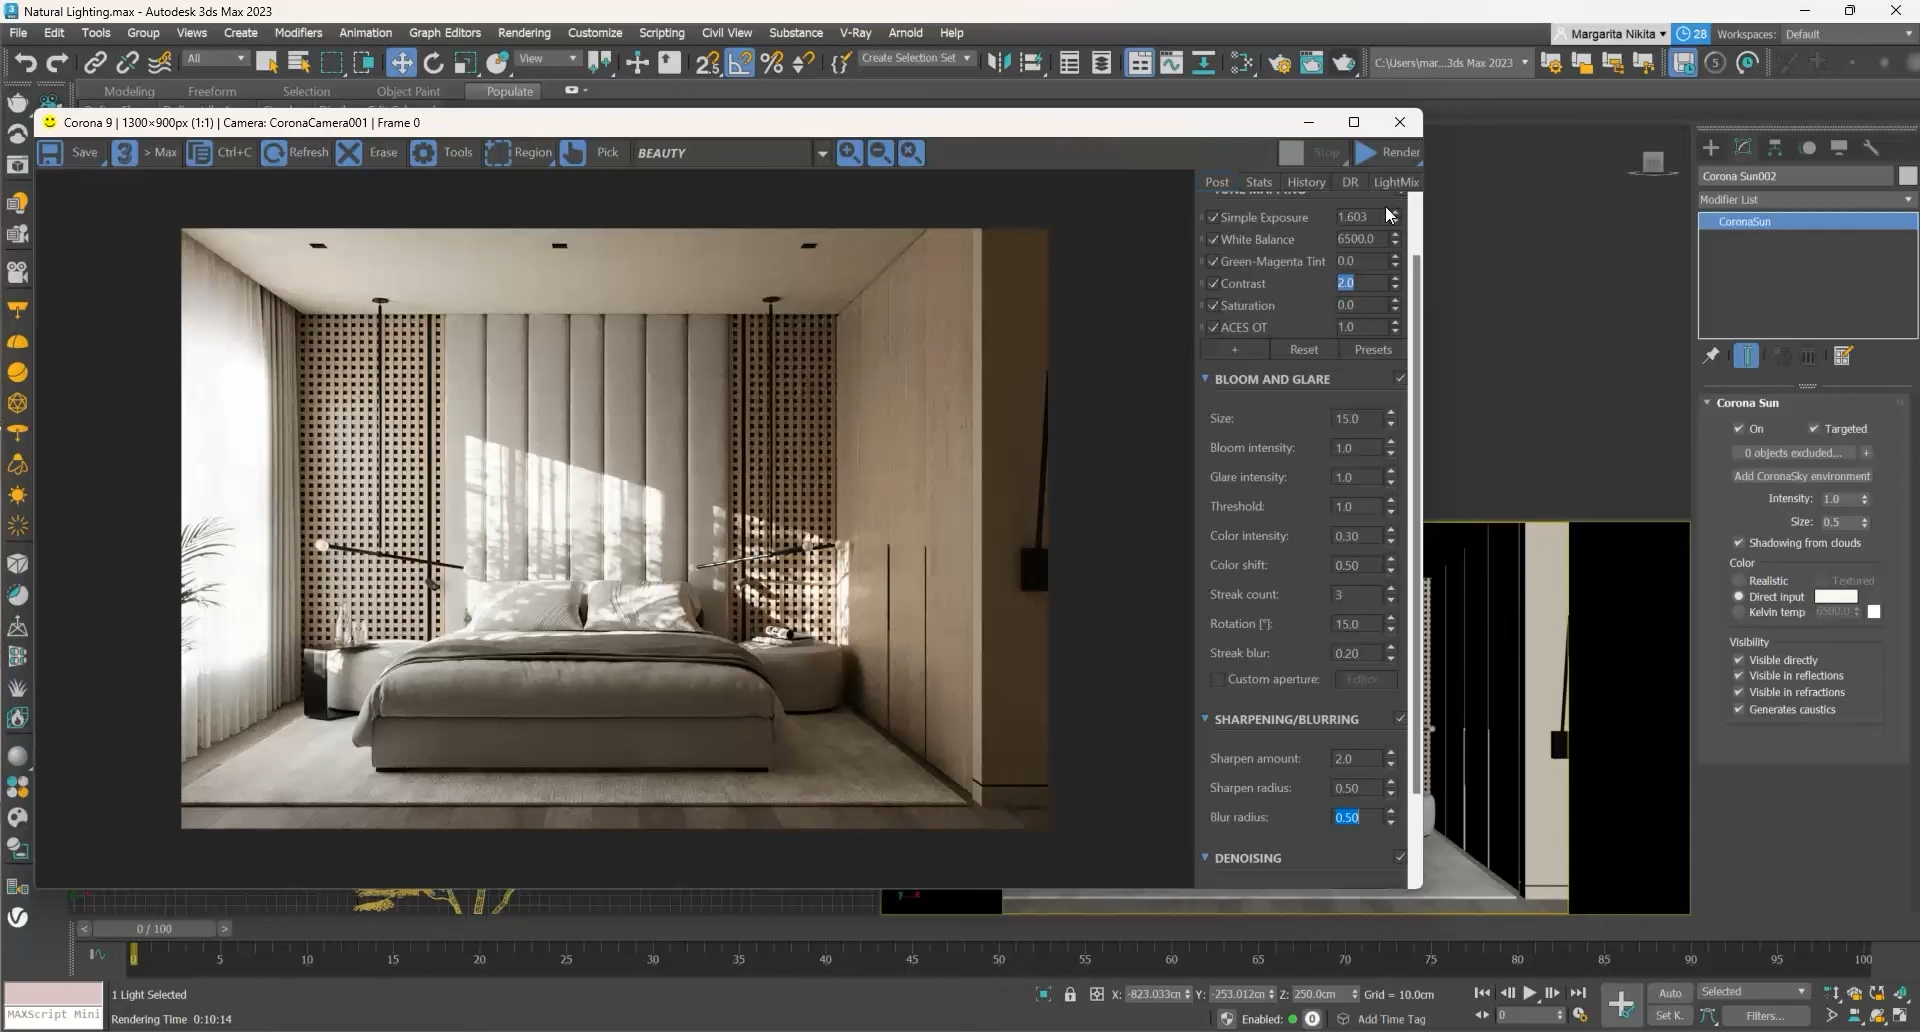 Natural Lighting.max - Autodesk 3ds Max 2023
File Edit Tools Group Views Create Modifiers Animation Graph Editors Rendering Customize Scripting Civil View Substance V-Ray Arnold Help
Margarita Nikita 28 Workspaces: Default
All View Create Selection Set C:\Users\mar...3ds Max 2023
Modeling Freeform Selection Object Paint Populate
Corona 9 | 1300×900px (1:1) | Camera: CoronaCamera001 | Frame 0
Save > Max Ctrl+C Refresh Erase Tools Region Pick BEAUTY Stop Render
Post Stats History DR LightMix
Simple Exposure 1.603
White Balance 6500.0
Green-Magenta Tint 0.0
Contrast 2.0
Saturation 0.0
ACES OT 1.0
+ Reset Presets
BLOOM AND GLARE
Size: 15.0
Bloom intensity: 1.0
Glare intensity: 1.0
Threshold: 1.0
Color intensity: 0.30
Color shift: 0.50
Streak count: 3
Rotation [°]: 15.0
Streak blur: 0.20
Custom aperture: Editor
SHARPENING/BLURRING
Sharpen amount: 2.0
Sharpen radius: 0.50
Blur radius: 0.50
DENOISING
Corona Sun002
Modifier List
CoronaSun
Corona Sun
On Targeted
0 objects excluded... +
Add CoronaSky environment
Intensity: 1.0
Size: 0.5
Shadowing from clouds
Color
Realistic Textured
Direct input
Kelvin temp 6500.0
Visibility
Visible directly
Visible in reflections
Visible in refractions
Generates caustics
< 0 / 100 >
0 5 10 15 20 25 30 35 40 45 50 55 60 65 70 75 80 85 90 95 100
MAXScript Mini
1 Light Selected
Rendering Time 0:10:14
X: -823.033cm Y: -253.012cm Z: 250.0cm Grid = 10.0cm
Enabled: 0 Add Time Tag
0
Auto Selected
Set K. Filters...